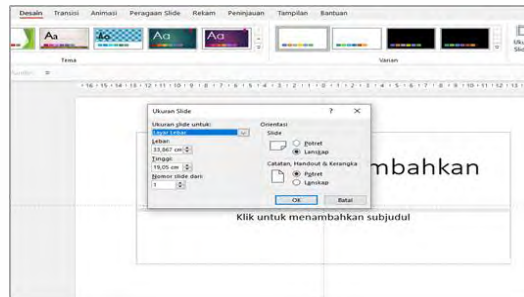 Desain Transisi Animasi Peragaan Slide Rekam Peninjauan Tampilan Bantuan
Aa Aa Aa Aa
Tema Varian
Ukuran Slide ? ×
Ukuran slide untuk: Orientasi
Layar Lebar Slide
Lebar: Potret
33,867 cm Lanskap
Tinggi: Catatan, Handout & Kerangka
19,05 cm Potret
Nomor slide dari: Lanskap
1
OK Batal
mbahkan
Klik untuk menambahkan subjudul